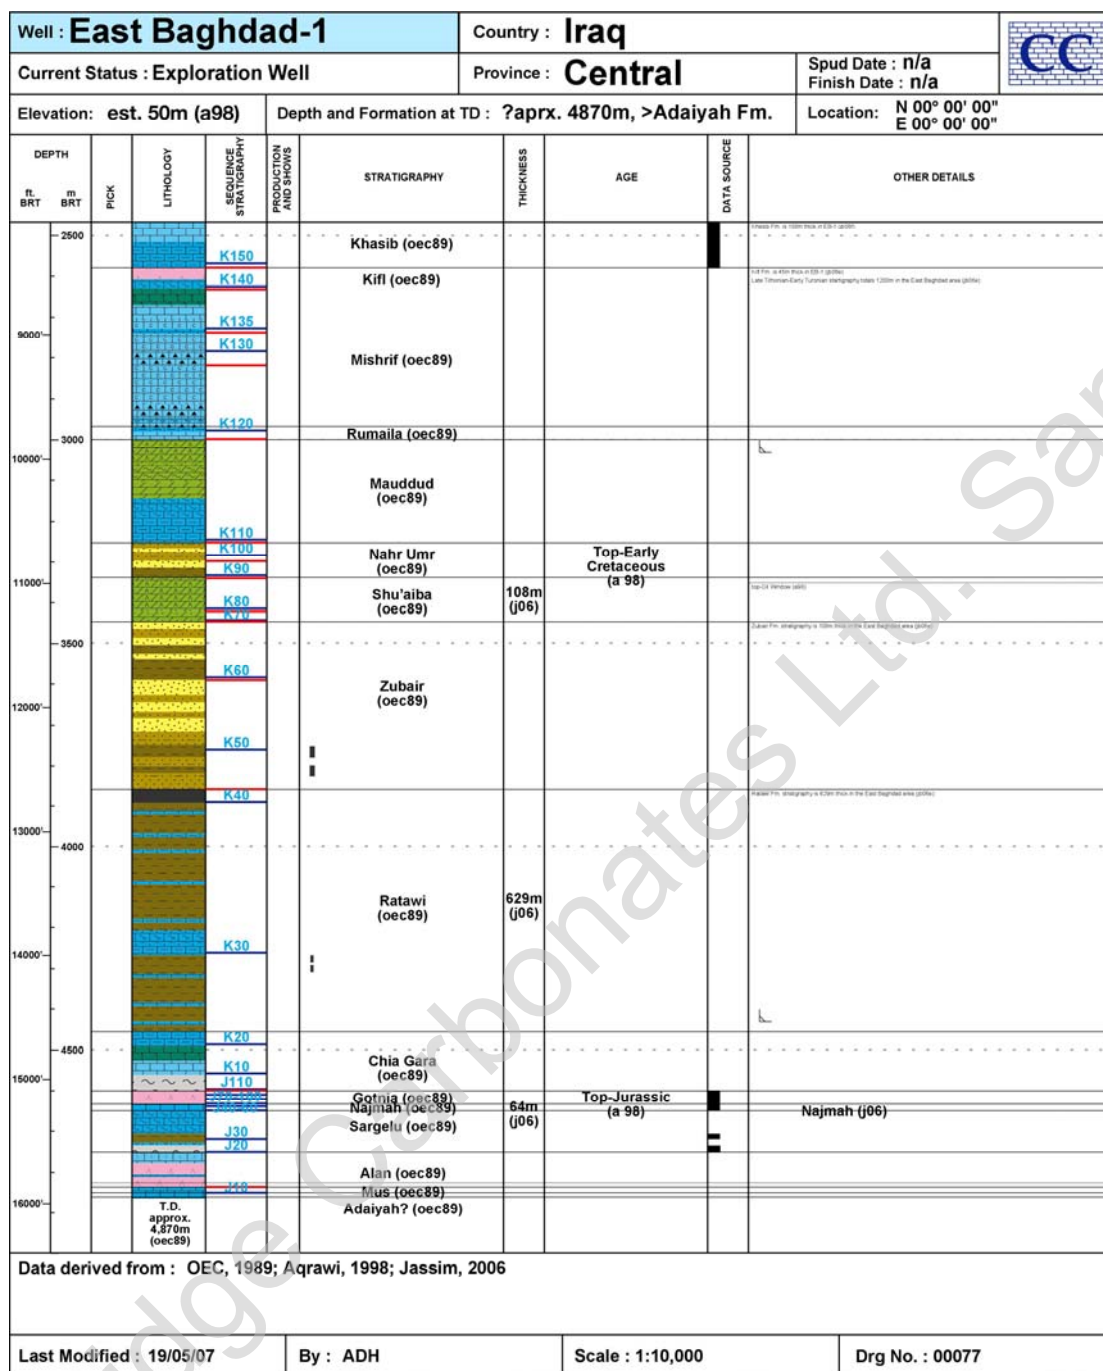 Well : East Baghdad-1
Country : Iraq
CC
Current Status : Exploration Well
Province : Central
Spud Date : n/a
Finish Date : n/a
Elevation: est. 50m (a98)
Depth and Formation at TD : ?aprx. 4870m, >Adaiyah Fm.
Location: N 00° 00' 00"
E 00° 00' 00"
DEPTH
ft. BRT
m BRT
PICK
LITHOLOGY
SEQUENCE STRATIGRAPHY
PRODUCTION AND SHOWS
STRATIGRAPHY
THICKNESS
AGE
DATA SOURCE
OTHER DETAILS
2500
Khasib (oec89)
K150
Kifl (oec89)
K140
K135
9000'
K130
Mishrif (oec89)
K120
Rumaila (oec89)
3000
10000'
Mauddud
(oec89)
K110
K100
Nahr Umr
(oec89)
Top-Early
Cretaceous
(a 98)
K90
11000'
Shu'aiba
(oec89)
108m
(j06)
K80
K70
3500
K60
Zubair
(oec89)
12000'
K50
K40
13000'
4000
Ratawi
(oec89)
629m
(j06)
K30
14000'
K20
4500
Chia Gara
(oec89)
K10
15000'
J110
Gotnia (oec89)
Najmah (oec89)
64m
(j06)
Top-Jurassic
(a 98)
Najmah (j06)
Sargelu (oec89)
J30
J20
Alan (oec89)
J10
Mus (oec89)
16000'
Adaiyah? (oec89)
T.D.
approx.
4,870m
(oec89)
Data derived from : OEC, 1989; Aqrawi, 1998; Jassim, 2006
Last Modified : 19/05/07
By : ADH
Scale : 1:10,000
Drg No. : 00077
Carbonates Ltd.